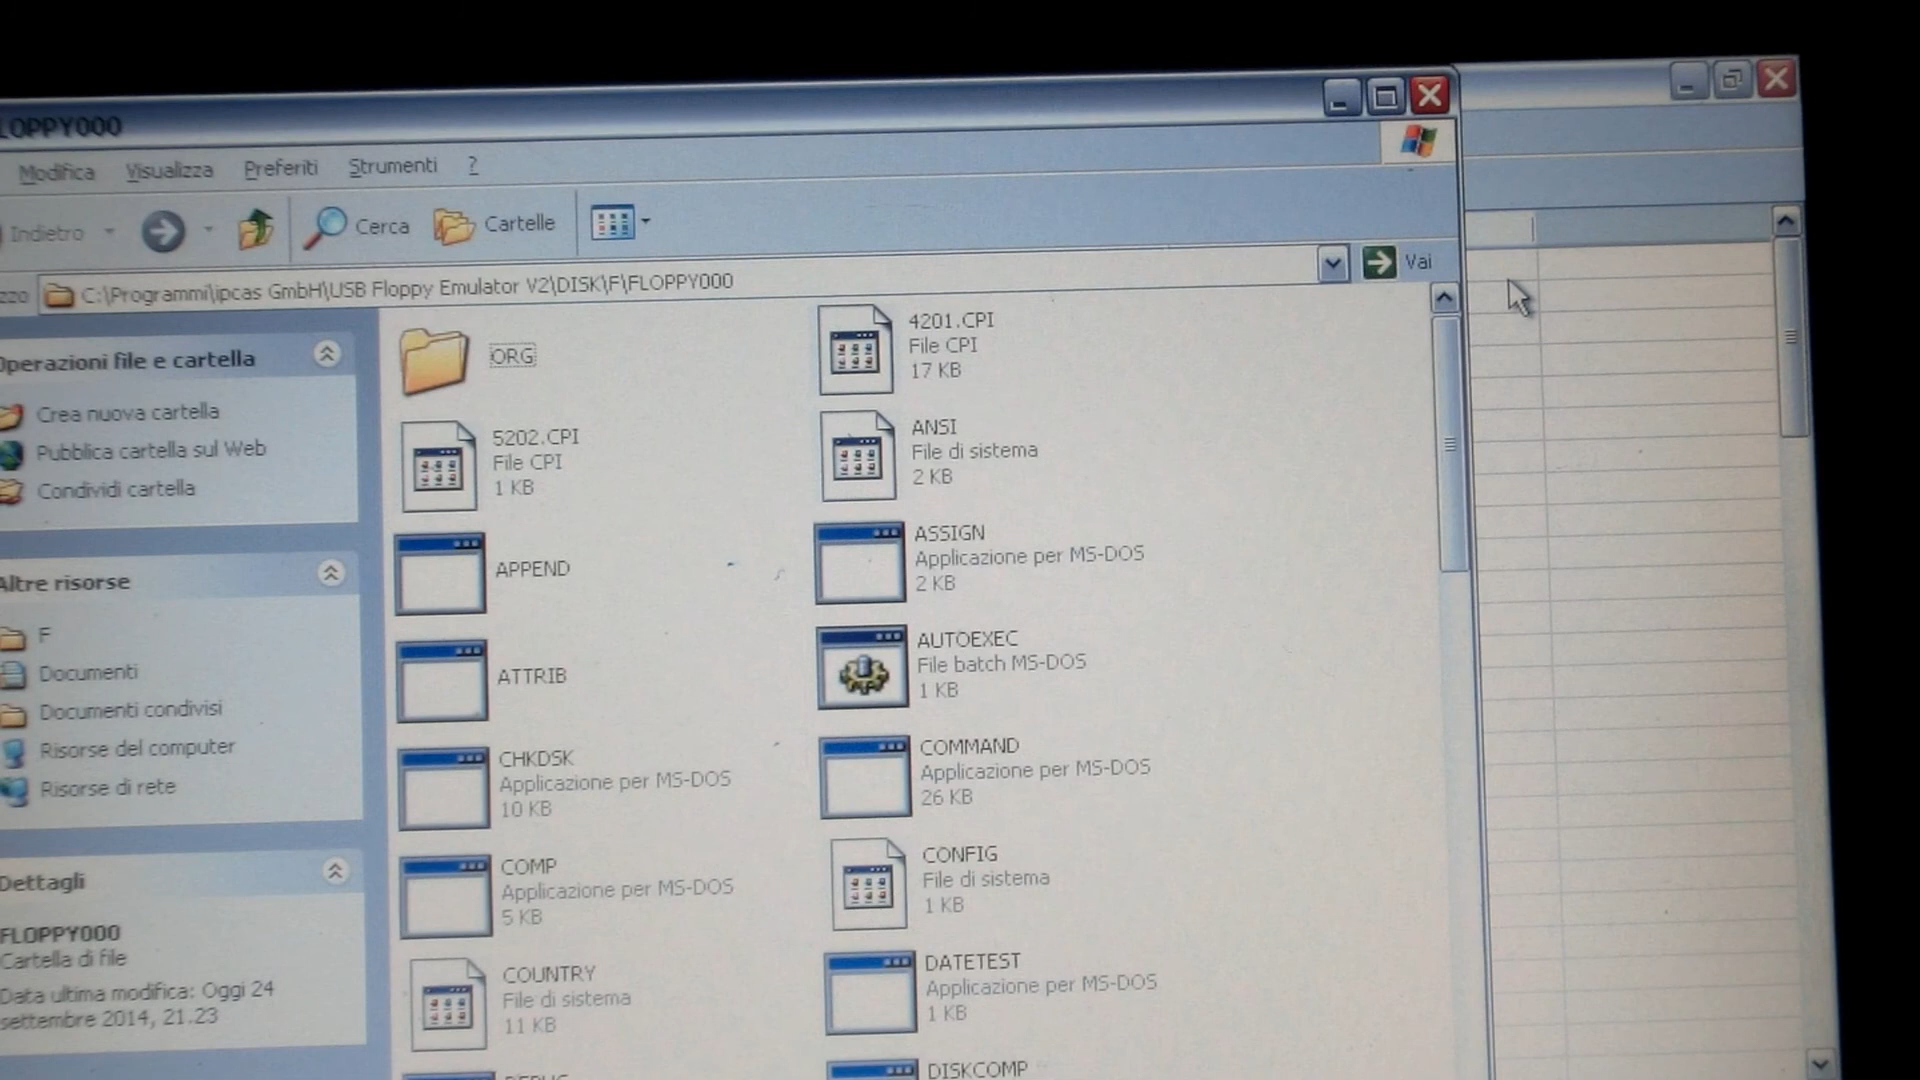 LOPPY000
Modifica Visualizza Preferiti Strumenti ?
Indietro Cerca Cartelle
zzo C:\Programmi\ipcas GmbH\USB Floppy Emulator V2\DISK\F\FLOPPY000 Vai
Operazioni file e cartella
Crea nuova cartella
Pubblica cartella sul Web
Condividi cartella
Altre risorse
F
Documenti
Documenti condivisi
Risorse del computer
Risorse di rete
Dettagli
FLOPPY000
Cartella di file
Data ultima modifica: Oggi 24
settembre 2014, 21.23
ORG
4201.CPI
File CPI
17 KB
5202.CPI
File CPI
1 KB
ANSI
File di sistema
2 KB
APPEND
ASSIGN
Applicazione per MS-DOS
2 KB
ATTRIB
AUTOEXEC
File batch MS-DOS
1 KB
CHKDSK
Applicazione per MS-DOS
10 KB
COMMAND
Applicazione per MS-DOS
26 KB
COMP
Applicazione per MS-DOS
5 KB
CONFIG
File di sistema
1 KB
COUNTRY
File di sistema
11 KB
DATETEST
Applicazione per MS-DOS
1 KB
DISKCOMP